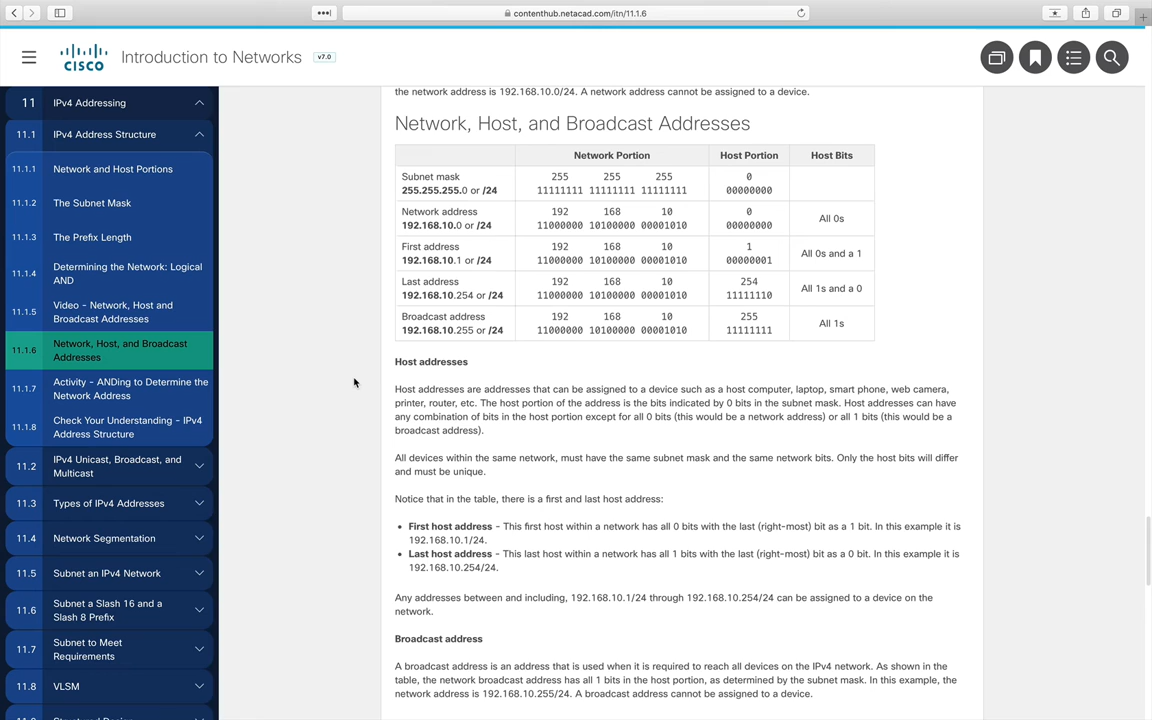 contenthub.netacad.com/itn/11.1.6
CISCO
Introduction to Networks
v7.0
11 IPv4 Addressing
11.1 IPv4 Address Structure
11.1.1 Network and Host Portions
11.1.2 The Subnet Mask
11.1.3 The Prefix Length
11.1.4 Determining the Network: Logical
AND
11.1.5 Video - Network, Host and
Broadcast Addresses
11.1.6 Network, Host, and Broadcast
Addresses
11.1.7 Activity - ANDing to Determine the
Network Address
11.1.8 Check Your Understanding - IPv4
Address Structure
11.2 IPv4 Unicast, Broadcast, and
Multicast
11.3 Types of IPv4 Addresses
11.4 Network Segmentation
11.5 Subnet an IPv4 Network
11.6 Subnet a Slash 16 and a
Slash 8 Prefix
11.7 Subnet to Meet
Requirements
11.8 VLSM
the network address is 192.168.10.0/24. A network address cannot be assigned to a device.
Network, Host, and Broadcast Addresses
Network Portion Host Portion Host Bits
Subnet mask 255 255 255 0
255.255.255.0 or /24 11111111 11111111 11111111 00000000
Network address 192 168 10 0
192.168.10.0 or /24 11000000 10100000 00001010 00000000 All 0s
First address 192 168 10 1
192.168.10.1 or /24 11000000 10100000 00001010 00000001 All 0s and a 1
Last address 192 168 10 254
192.168.10.254 or /24 11000000 10100000 00001010 11111110 All 1s and a 0
Broadcast address 192 168 10 255
192.168.10.255 or /24 11000000 10100000 00001010 11111111 All 1s
Host addresses
Host addresses are addresses that can be assigned to a device such as a host computer, laptop, smart phone, web camera,
printer, router, etc. The host portion of the address is the bits indicated by 0 bits in the subnet mask. Host addresses can have
any combination of bits in the host portion except for all 0 bits (this would be a network address) or all 1 bits (this would be a
broadcast address).
All devices within the same network, must have the same subnet mask and the same network bits. Only the host bits will differ
and must be unique.
Notice that in the table, there is a first and last host address:
• First host address - This first host within a network has all 0 bits with the last (right-most) bit as a 1 bit. In this example it is
192.168.10.1/24.
• Last host address - This last host within a network has all 1 bits with the last (right-most) bit as a 0 bit. In this example it is
192.168.10.254/24.
Any addresses between and including, 192.168.10.1/24 through 192.168.10.254/24 can be assigned to a device on the
network.
Broadcast address
A broadcast address is an address that is used when it is required to reach all devices on the IPv4 network. As shown in the
table, the network broadcast address has all 1 bits in the host portion, as determined by the subnet mask. In this example, the
network address is 192.168.10.255/24. A broadcast address cannot be assigned to a device.